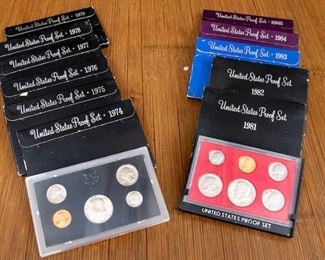 United States Proof Set · 1979
United States Proof Set · 1978
United States Proof Set · 1977
United States Proof Set · 1976
United States Proof Set · 1975
United States Proof Set · 1974
United States Proof Set · 1985
United States Proof Set · 1984
United States Proof Set · 1983
United States Proof Set
1982
United States Proof Set
1981
UNITED STATES PROOF SET